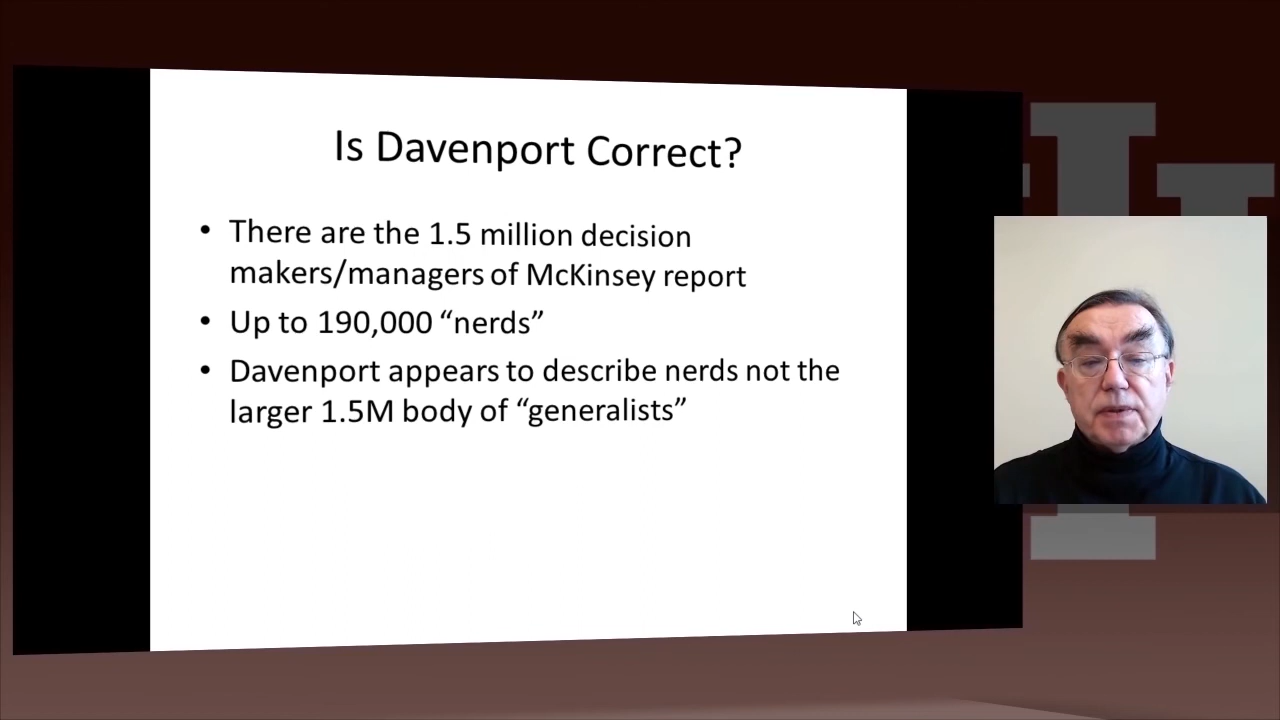 Is Davenport Correct?
• There are the 1.5 million decision
makers/managers of McKinsey report
• Up to 190,000 “nerds”
• Davenport appears to describe nerds not the
larger 1.5M body of “generalists”